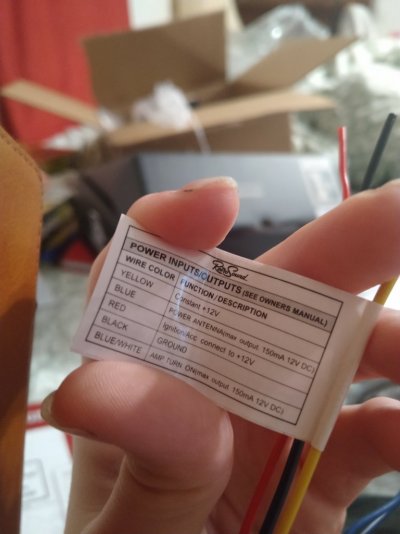 RetroSound
POWER INPUTS/OUTPUTS (SEE OWNERS MANUAL)
WIRE COLOR FUNCTION / DESCRIPTION
YELLOW Constant +12V
BLUE POWER ANTENNA(max output 150mA 12V DC)
RED Ignition/Acc connect to +12V
BLACK GROUND
BLUE/WHITE AMP TURN ON(max output 150mA 12V DC)